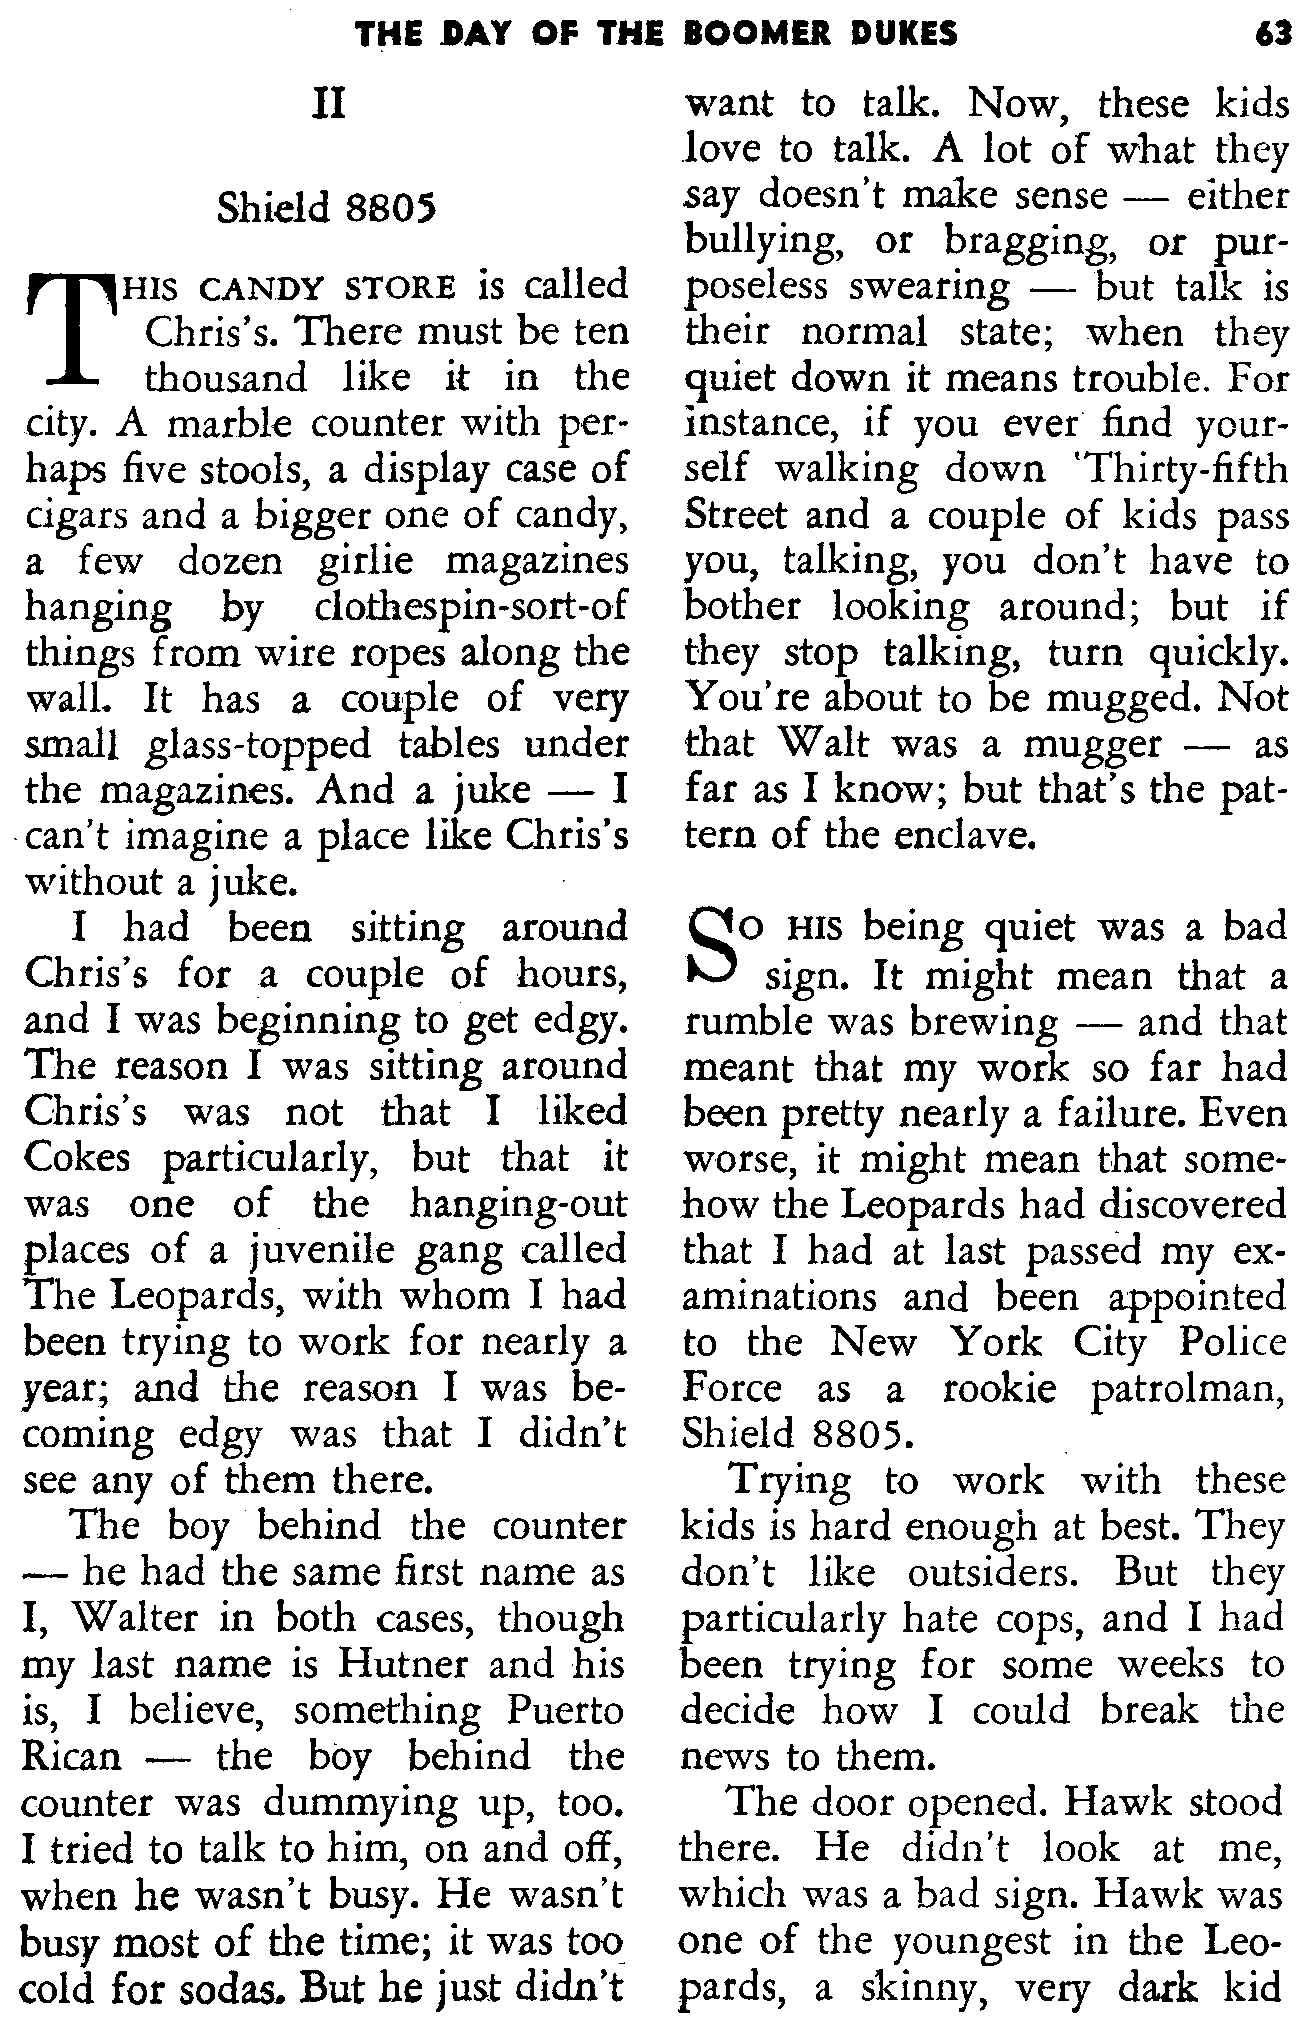 THE DAY OF THE BOOMER DUKES 63
II
Shield 8805
THIS CANDY STORE is called
Chris's. There must be ten
thousand like it in the
city. A marble counter with per-
haps five stools, a display case of
cigars and a bigger one of candy,
a few dozen girlie magazines
hanging by clothespin-sort-of
things from wire ropes along the
wall. It has a couple of very
small glass-topped tables under
the magazines. And a juke — I
can't imagine a place like Chris's
without a juke.
I had been sitting around
Chris's for a couple of hours,
and I was beginning to get edgy.
The reason I was sitting around
Chris's was not that I liked
Cokes particularly, but that it
was one of the hanging-out
places of a juvenile gang called
The Leopards, with whom I had
been trying to work for nearly a
year; and the reason I was be-
coming edgy was that I didn't
see any of them there.
The boy behind the counter
— he had the same first name as
I, Walter in both cases, though
my last name is Hutner and his
is, I believe, something Puerto
Rican — the boy behind the
counter was dummying up, too.
I tried to talk to him, on and off,
when he wasn't busy. He wasn't
busy most of the time; it was too
cold for sodas. But he just didn't
want to talk. Now, these kids
love to talk. A lot of what they
say doesn't make sense — either
bullying, or bragging, or pur-
poseless swearing — but talk is
their normal state; when they
quiet down it means trouble. For
instance, if you ever find your-
self walking down 'Thirty-fifth
Street and a couple of kids pass
you, talking, you don't have to
bother looking around; but if
they stop talking, turn quickly.
You're about to be mugged. Not
that Walt was a mugger — as
far as I know; but that's the pat-
tern of the enclave.
SO HIS being quiet was a bad
sign. It might mean that a
rumble was brewing — and that
meant that my work so far had
been pretty nearly a failure. Even
worse, it might mean that some-
how the Leopards had discovered
that I had at last passed my ex-
aminations and been appointed
to the New York City Police
Force as a rookie patrolman,
Shield 8805.
Trying to work with these
kids is hard enough at best. They
don't like outsiders. But they
particularly hate cops, and I had
been trying for some weeks to
decide how I could break the
news to them.
The door opened. Hawk stood
there. He didn't look at me,
which was a bad sign. Hawk was
one of the youngest in the Leo-
pards, a skinny, very dark kid